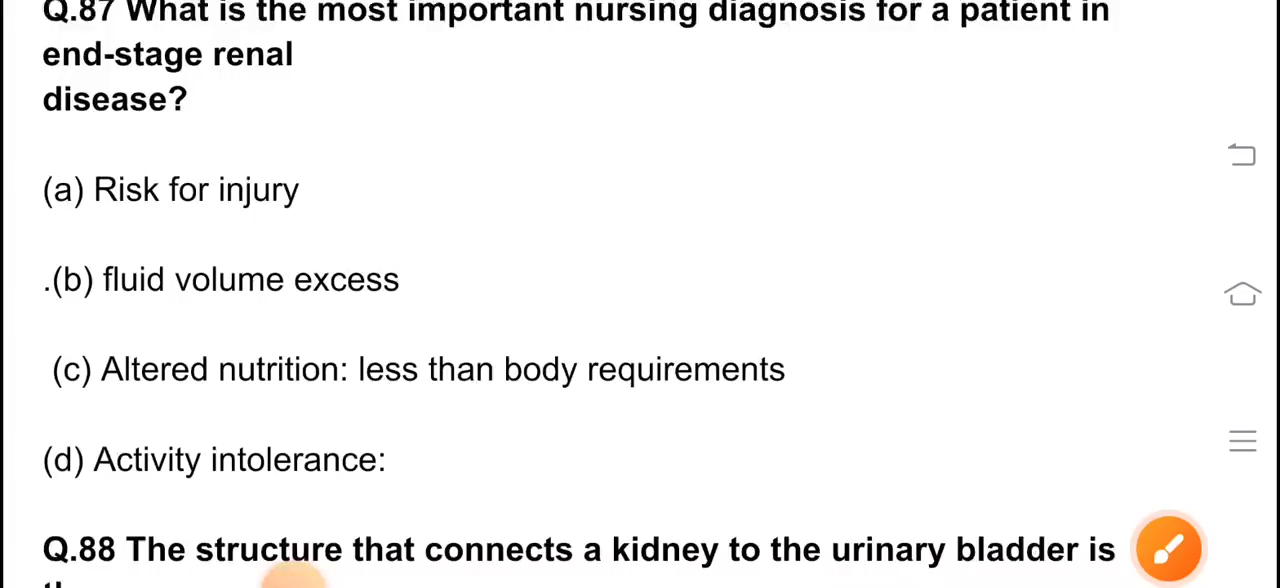 Q.87 What is the most important nursing diagnosis for a patient in
end-stage renal
disease?
(a) Risk for injury
.(b) fluid volume excess
(c) Altered nutrition: less than body requirements
(d) Activity intolerance:
Q.88 The structure that connects a kidney to the urinary bladder is